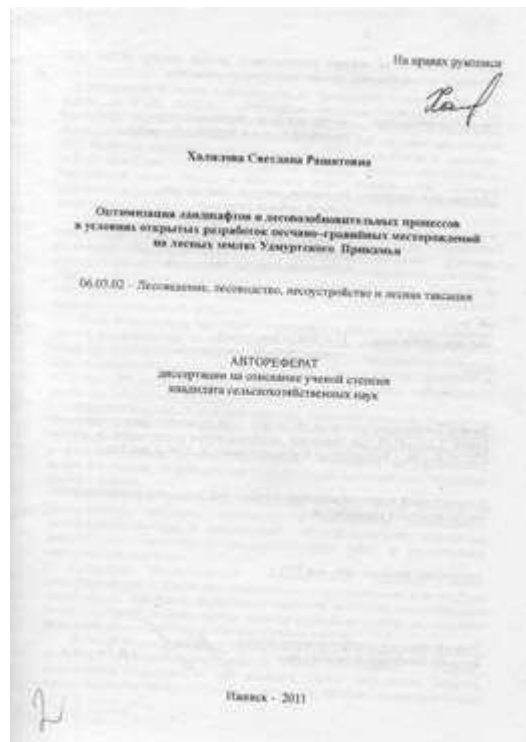 На правах рукописи
Халилова Светлана Рашитовна
Оптимизация ландшафтов и лесовозобновительных процессов
в условиях открытых разработок песчано-гравийных месторождений
на лесных землях Удмуртского Прикамья
06.03.02 – Лесоведение, лесоводство, лесоустройство и лесная таксация
АВТОРЕФЕРАТ
диссертации на соискание ученой степени
кандидата сельскохозяйственных наук
Ижевск - 2011